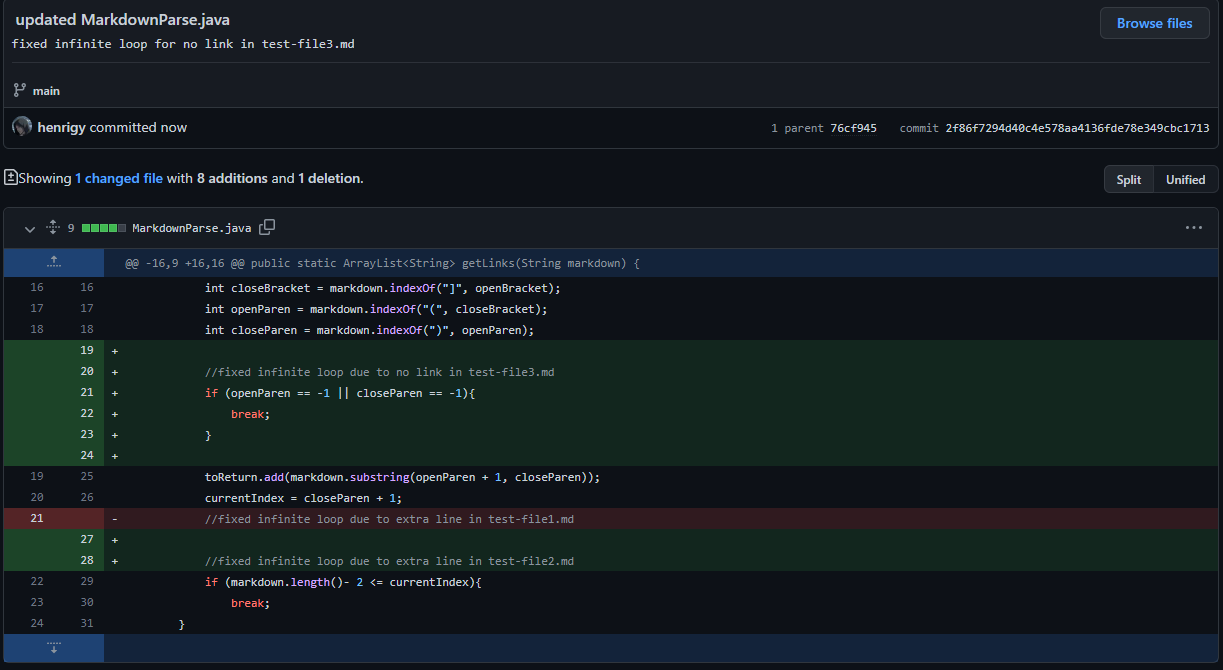 updated MarkdownParse.java
Browse files
fixed infinite loop for no link in test-file3.md
main
henrigy committed now 1 parent 76cf945 commit 2f86f7294d40c4e578aa4136fde78e349cbc1713
Showing 1 changed file with 8 additions and 1 deletion.
Split Unified
9 MarkdownParse.java
@@ -16,9 +16,16 @@ public static ArrayList<String> getLinks(String markdown) {
16 16 int closeBracket = markdown.indexOf("]", openBracket);
17 17 int openParen = markdown.indexOf("(", closeBracket);
18 18 int closeParen = markdown.indexOf(")", openParen);
19 +
20 + //fixed infinite loop due to no link in test-file3.md
21 + if (openParen == -1 || closeParen == -1){
22 + break;
23 + }
24 +
19 25 toReturn.add(markdown.substring(openParen + 1, closeParen));
20 26 currentIndex = closeParen + 1;
21 - //fixed infinite loop due to extra line in test-file1.md
27 +
28 + //fixed infinite loop due to extra line in test-file2.md
22 29 if (markdown.length()- 2 <= currentIndex){
23 30 break;
24 31 }